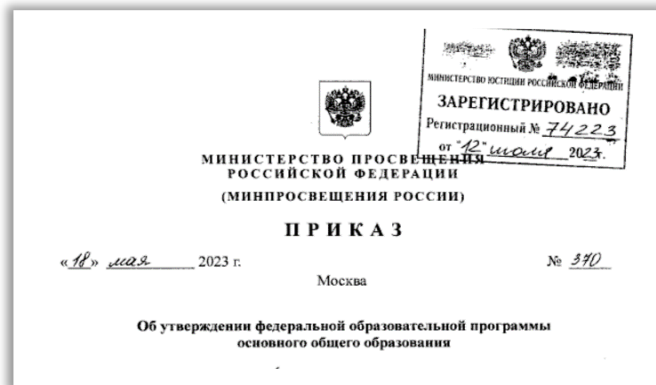 МИНИСТЕРСТВО ЮСТИЦИИ РОССИЙСКОЙ ФЕДЕРАЦИИ
ЗАРЕГИСТРИРОВАНО
Регистрационный № 74223
от "12" июля 2023г.
МИНИСТЕРСТВО ПРОСВЕЩЕНИЯ
РОССИЙСКОЙ ФЕДЕРАЦИИ
(МИНПРОСВЕЩЕНИЯ РОССИИ)
ПРИКАЗ
«18» мая 2023 г.
№ 370
Москва
Об утверждении федеральной образовательной программы
основного общего образования